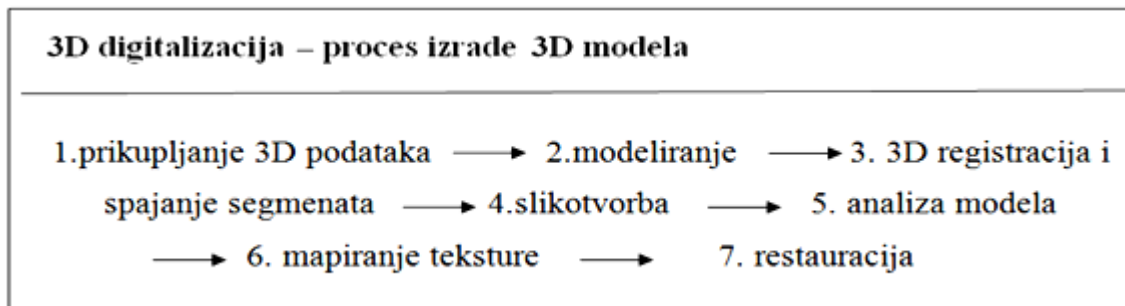 3D digitalizacija – proces izrade 3D modela
1.prikupljanje 3D podataka → 2.modeliranje → 3. 3D registracija i
spajanje segmenata → 4.slikotvorba → 5. analiza modela
→ 6. mapiranje teksture → 7. restauracija